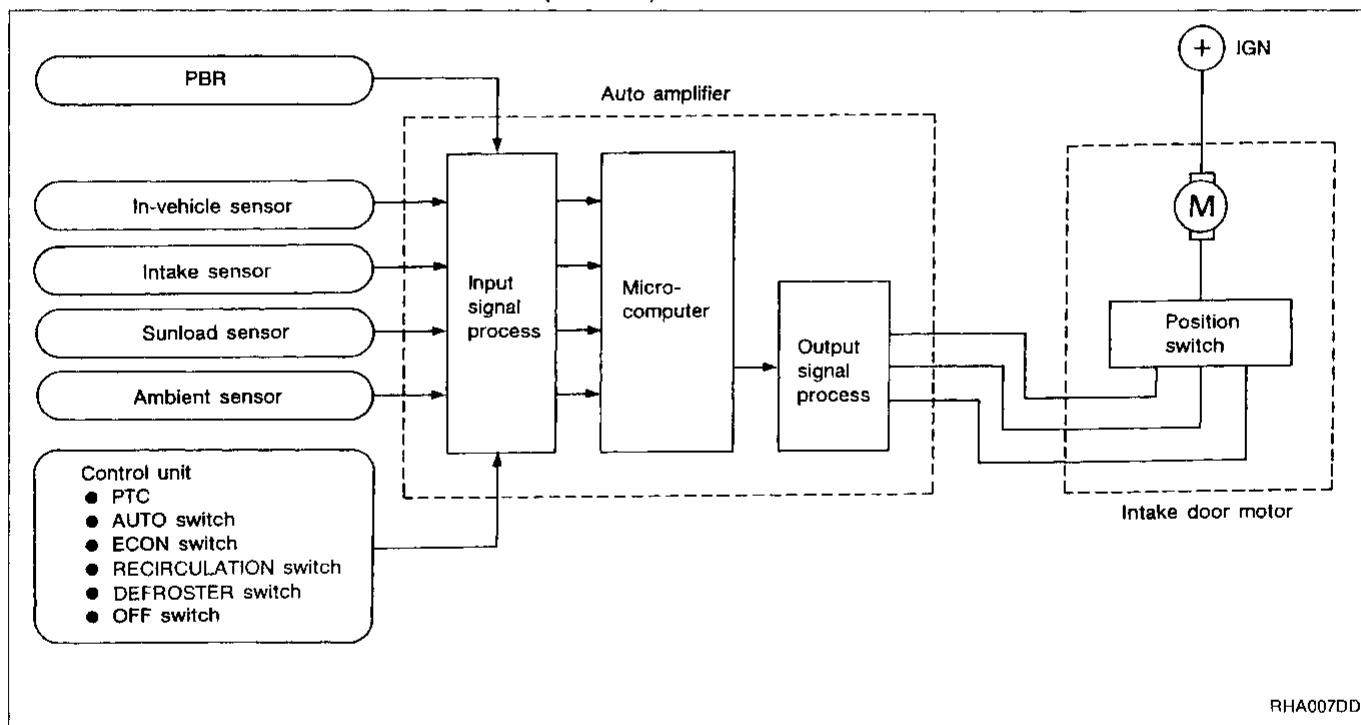 IGN
PBR
Auto amplifier
M
In-vehicle sensor
Intake sensor
Sunload sensor
Ambient sensor
Input
signal
process
Micro-
computer
Output
signal
process
Position
switch
Control unit
● PTC
● AUTO switch
● ECON switch
● RECIRCULATION switch
● DEFROSTER switch
● OFF switch
Intake door motor
RHA007DD